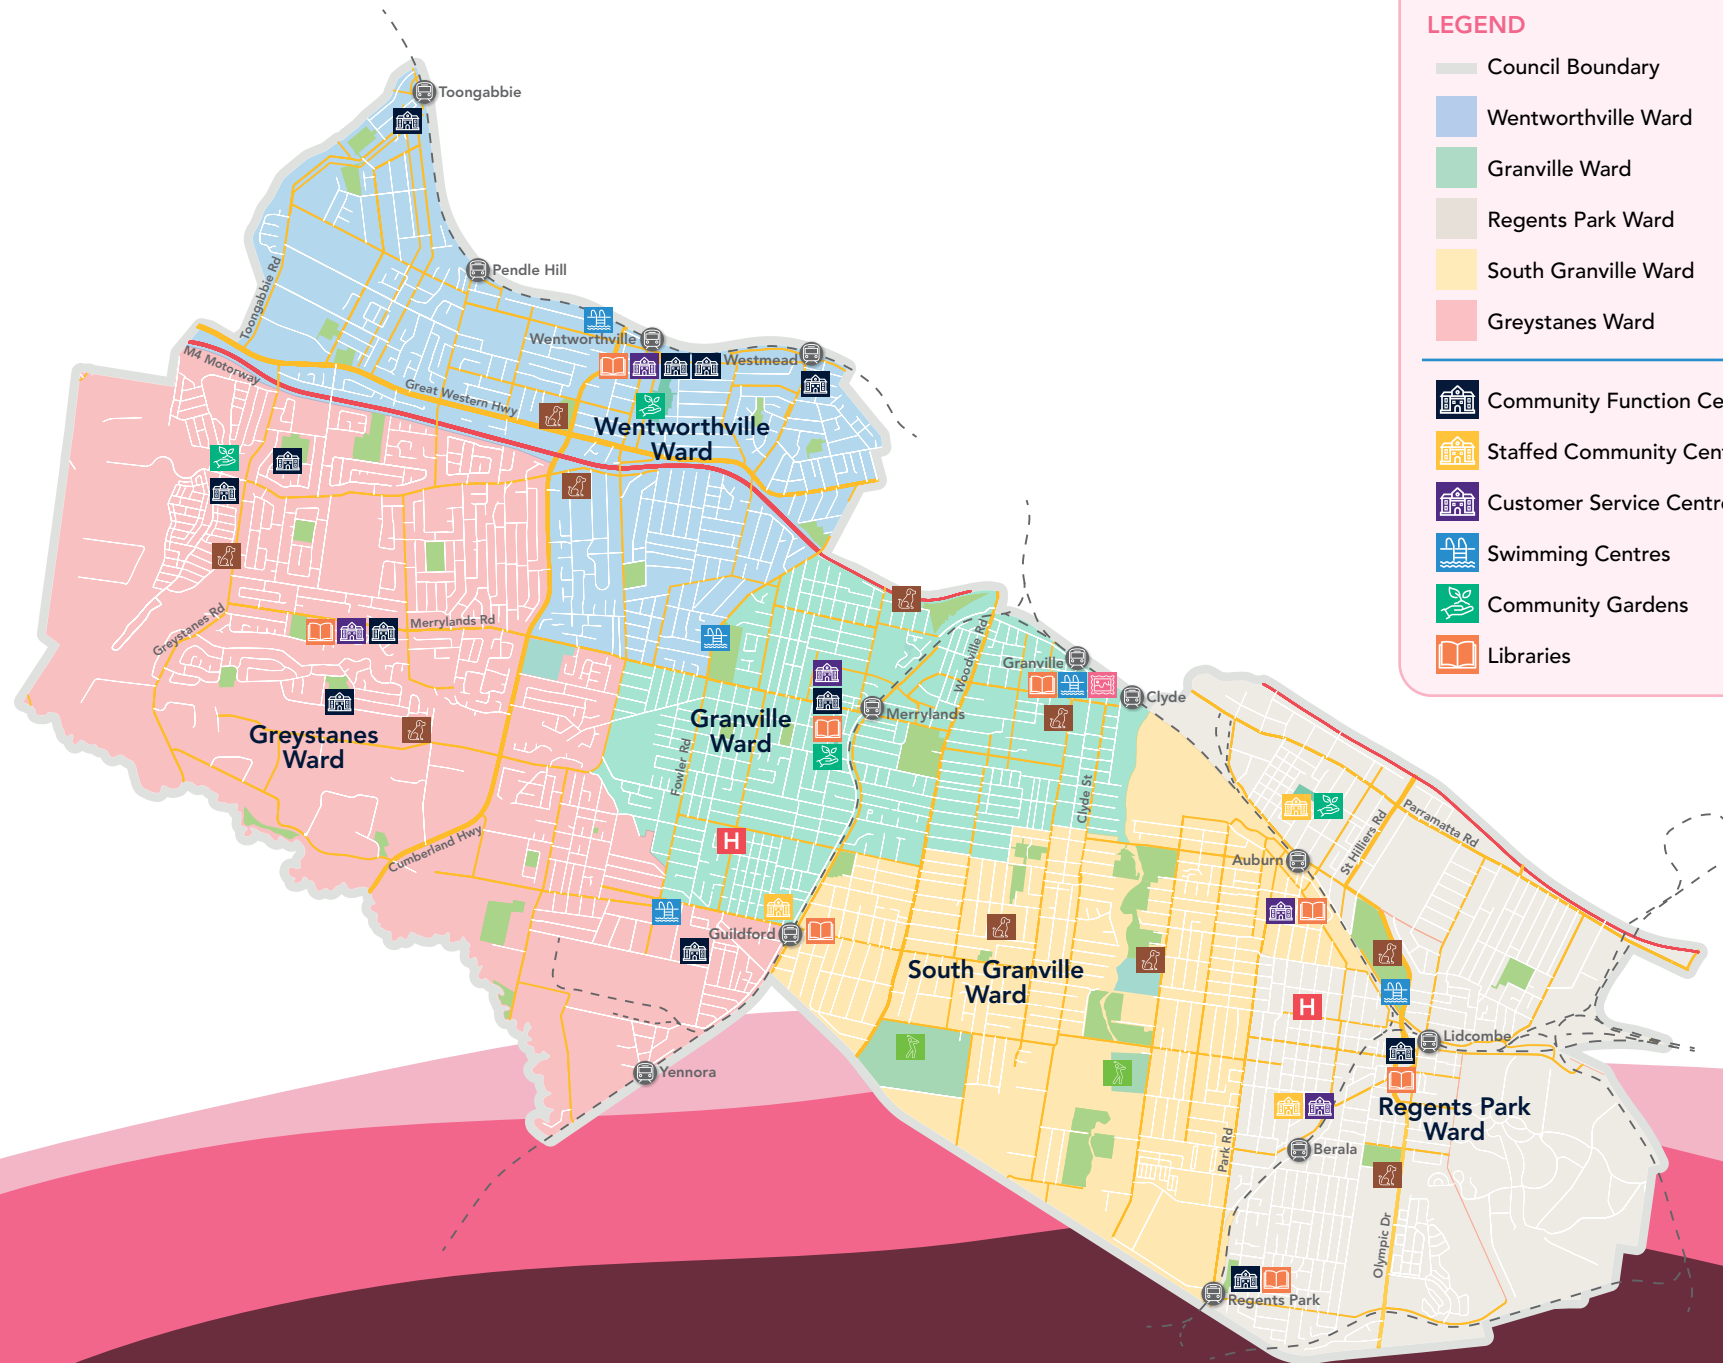 LEGEND
Council Boundary
Wentworthville Ward
Granville Ward
Regents Park Ward
South Granville Ward
Greystanes Ward
Community Function Ce
Staffed Community Cen
Customer Service Centre
Swimming Centres
Community Gardens
Libraries
Toongabbie
Pendle Hill
Toongabbie Rd
Wentworthville
Westmead
M4 Motorway
Great Western Hwy
Wentworthville
Ward
Greystanes Rd
Merrylands Rd
Woodville Rd
Granville
Clyde
Merrylands
Granville
Ward
Greystanes
Ward
Fowler Rd
Clyde St
Parramatta Rd
St Hilliers Rd
Cumberland Hwy
H
Auburn
Guildford
South Granville
Ward
H
Lidcombe
Yennora
Regents Park
Ward
Park Rd
Berala
Olympic Dr
Regents Park